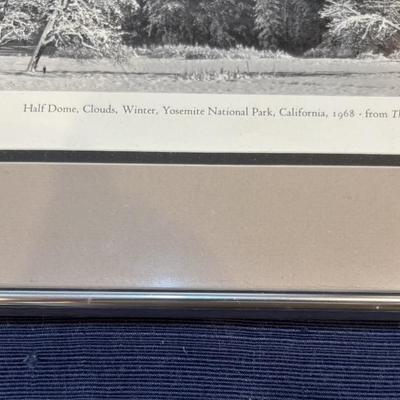 Half Dome, Clouds, Winter, Yosemite National Park, California, 1968 · from Th